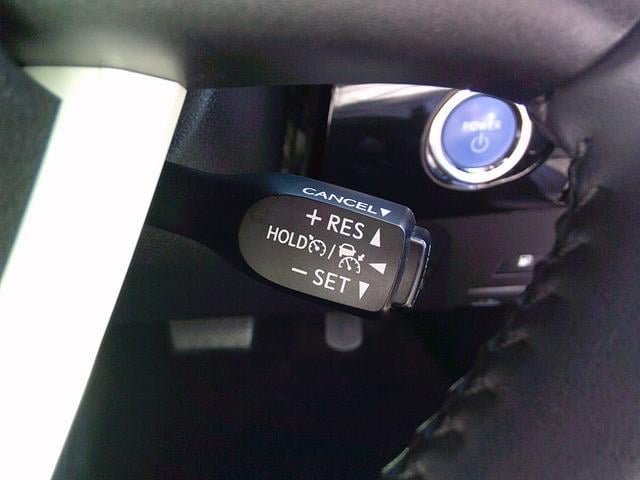 POWER
CANCEL▼
+ RES ▲
HOLD / ◀
− SET ▼